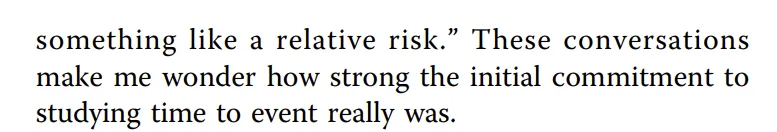 something like a relative risk.” These conversations
make me wonder how strong the initial commitment to
studying time to event really was.